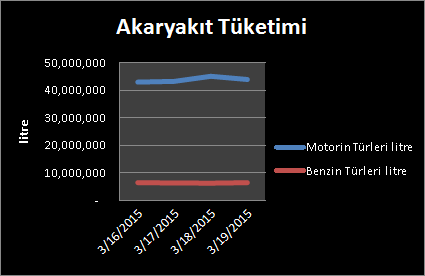 Akaryakıt Tüketimi
litre
50,000,000
40,000,000
30,000,000
20,000,000
10,000,000
-
3/16/2015
3/17/2015
3/18/2015
3/19/2015
Motorin Türleri litre
Benzin Türleri litre